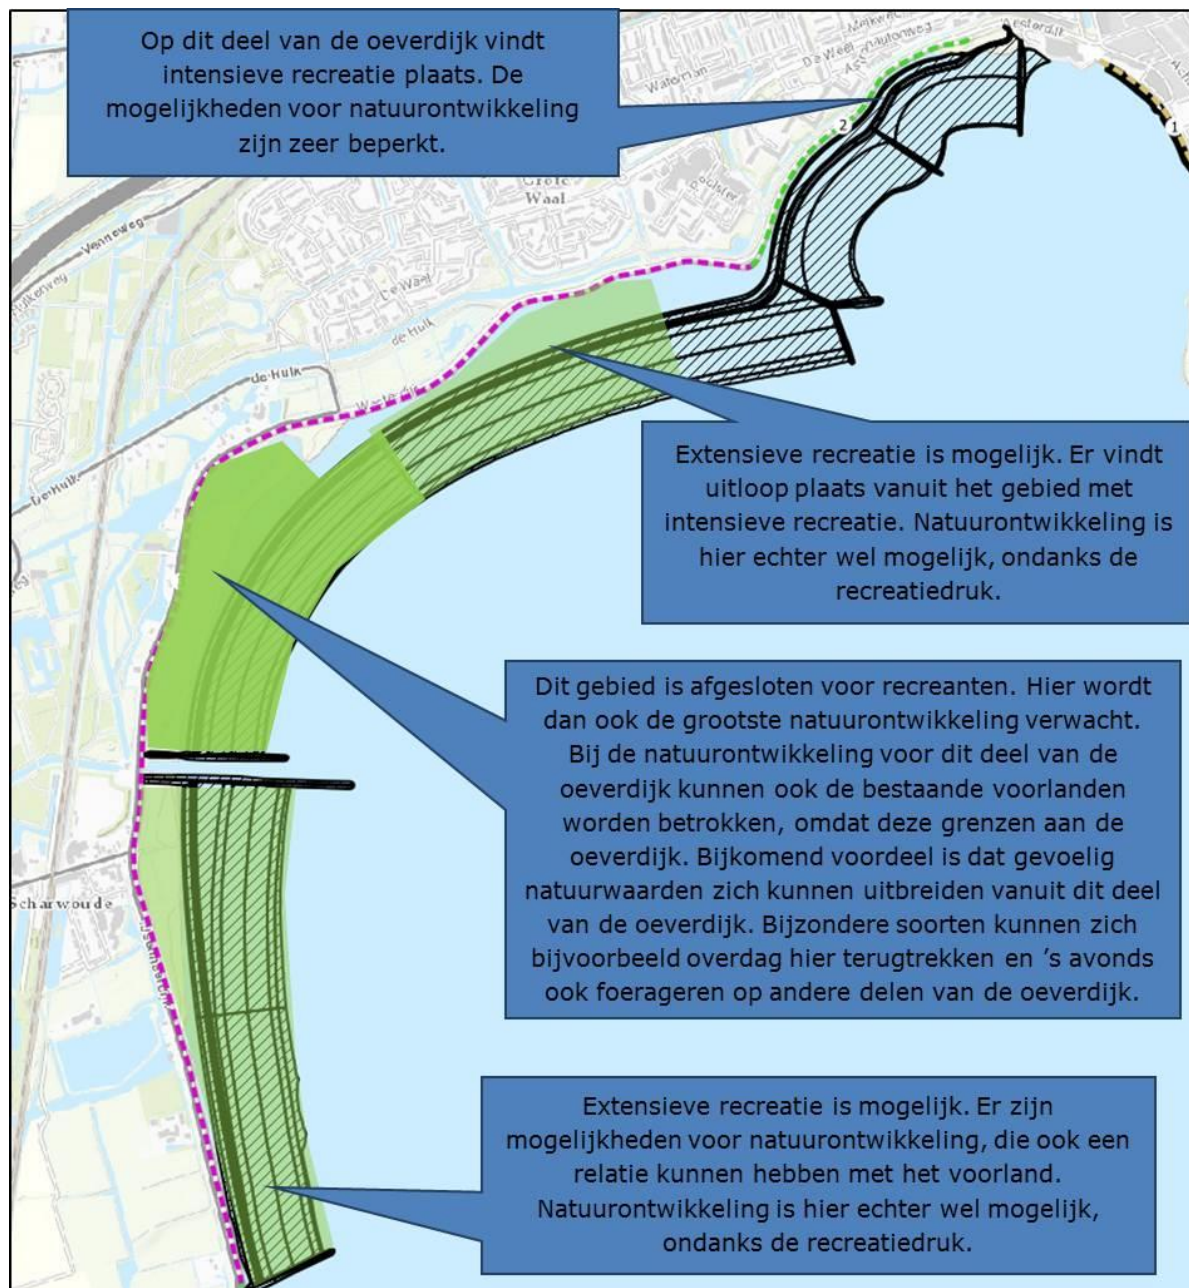 Op dit deel van de oeverdijk vindt
intensieve recreatie plaats. De
mogelijkheden voor natuurontwikkeling
zijn zeer beperkt.
Waterman
De Weel
2
1
Grote
Waal
Venneweg
De Waal
de Hulk
de Hulk
De Hulk
Extensieve recreatie is mogelijk. Er vindt
uitloop plaats vanuit het gebied met
intensieve recreatie. Natuurontwikkeling is
hier echter wel mogelijk, ondanks de
recreatiedruk.
Dit gebied is afgesloten voor recreanten. Hier wordt
dan ook de grootste natuurontwikkeling verwacht.
Bij de natuurontwikkeling voor dit deel van de
oeverdijk kunnen ook de bestaande voorlanden
worden betrokken, omdat deze grenzen aan de
oeverdijk. Bijkomend voordeel is dat gevoelig
natuurwaarden zich kunnen uitbreiden vanuit dit deel
van de oeverdijk. Bijzondere soorten kunnen zich
bijvoorbeeld overdag hier terugtrekken en ’s avonds
ook foerageren op andere delen van de oeverdijk.
Scharwoude
Extensieve recreatie is mogelijk. Er zijn
mogelijkheden voor natuurontwikkeling, die ook een
relatie kunnen hebben met het voorland.
Natuurontwikkeling is hier echter wel mogelijk,
ondanks de recreatiedruk.